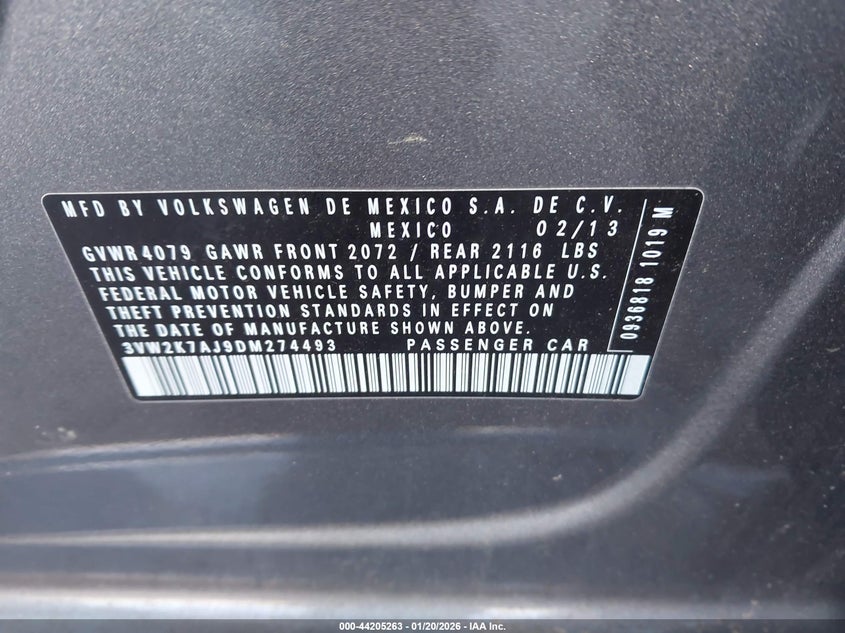 MFD BY VOLKSWAGEN DE MEXICO S.A. DE C.V.
MEXICO 02/13
GVWR 4079 GAWR FRONT 2072 / REAR 2116 LBS
THIS VEHICLE CONFORMS TO ALL APPLICABLE U.S.
FEDERAL MOTOR VEHICLE SAFETY, BUMPER AND
THEFT PREVENTION STANDARDS IN EFFECT ON
THE DATE OF MANUFACTURE SHOWN ABOVE.
3VW2K7AJ9DM274493 PASSENGER CAR
0936818 1019 M
000-44205263 - 01/20/2026 - IAA Inc.